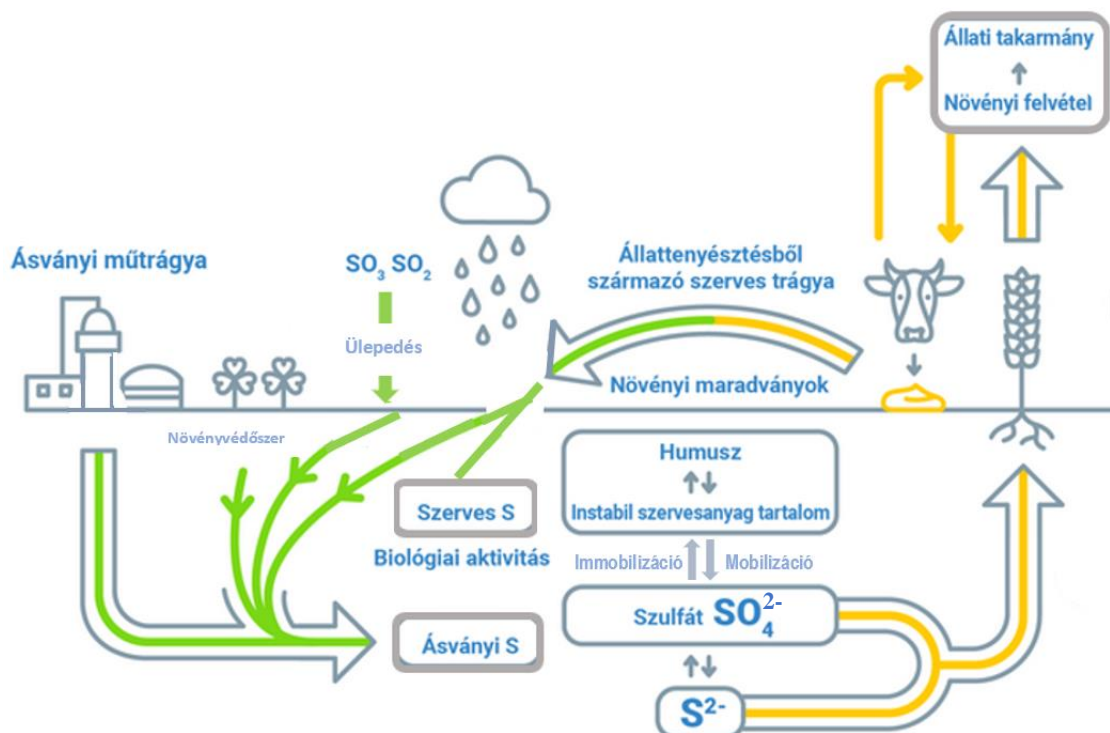 Állati takarmány
Növényi felvétel
Ásványi műtrágya
SO₃ SO₂
Ülepedés
Állattenyésztésből
származó szerves trágya
Növényi maradványok
Növényvédőszer
Humusz
Instabil szervesanyag tartalom
Szerves S
Biológiai aktivitás
Immobilizáció
Mobilizáció
Szulfát SO₄²⁻
Ásványi S
S²⁻